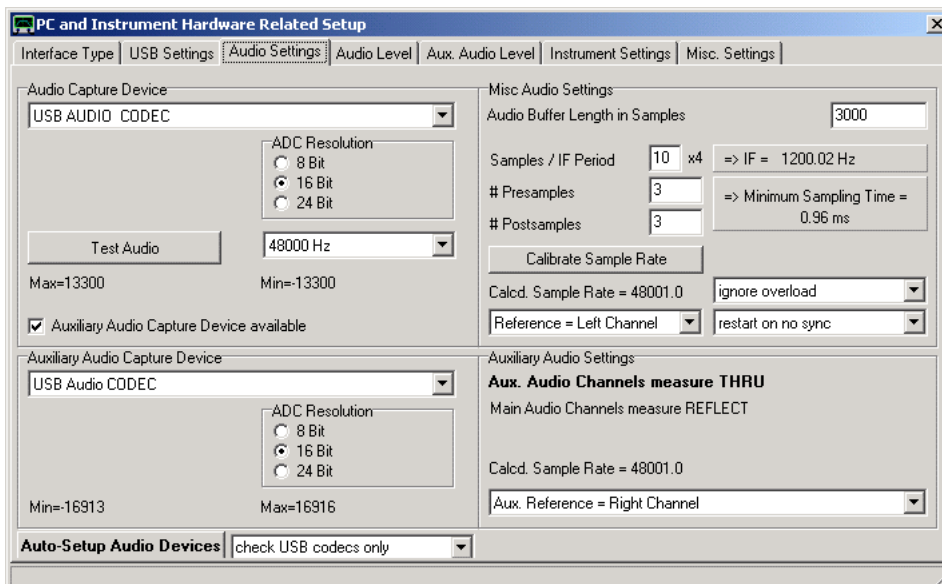 PC and Instrument Hardware Related Setup
Interface Type USB Settings Audio Settings Audio Level Aux. Audio Level Instrument Settings Misc. Settings
Audio Capture Device
USB AUDIO CODEC
ADC Resolution
8 Bit
16 Bit
24 Bit
Test Audio
48000 Hz
Max=13300
Min=-13300
Auxiliary Audio Capture Device available
Misc Audio Settings
Audio Buffer Length in Samples 3000
Samples / IF Period 10 x4 => IF = 1200.02 Hz
# Presamples 3
# Postsamples 3
=> Minimum Sampling Time =
0.96 ms
Calibrate Sample Rate
Calcd. Sample Rate = 48001.0
ignore overload
Reference = Left Channel
restart on no sync
Auxiliary Audio Capture Device
USB Audio CODEC
ADC Resolution
8 Bit
16 Bit
24 Bit
Min=-16913
Max=16916
Auxiliary Audio Settings
Aux. Audio Channels measure THRU
Main Audio Channels measure REFLECT
Calcd. Sample Rate = 48001.0
Aux. Reference = Right Channel
Auto-Setup Audio Devices
check USB codecs only